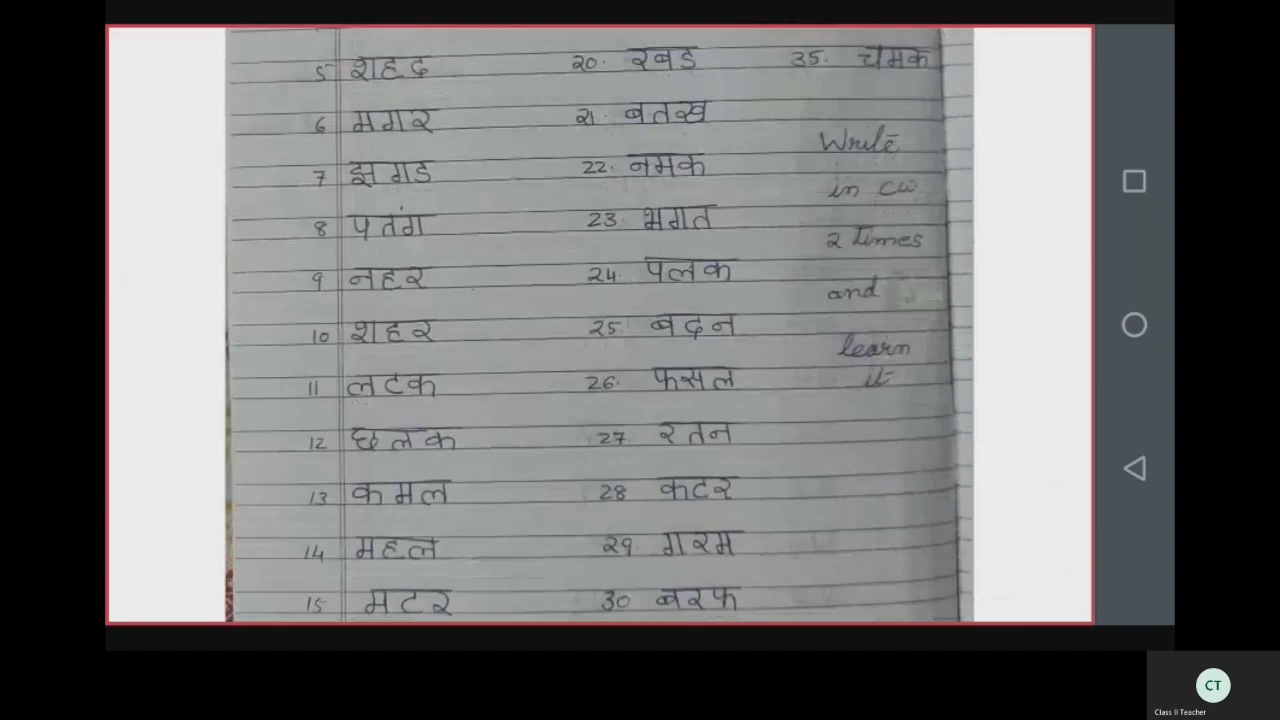 5 शहद 20. रबड 35. चमक
6 मगर 21. बतख
7 झगड 22. नमक
8 पतंग 23. भगत
9 नहर 24. पलक
10 शहर 25. बदन
11 लटक 26. फसल
12 छलक 27 रतन
13 कमल 28 कटर
14 महल 29. गरम
15 मटर 30 बरफ
Write
in cw
2 Times
and
learn
it
CT
Class II Teacher